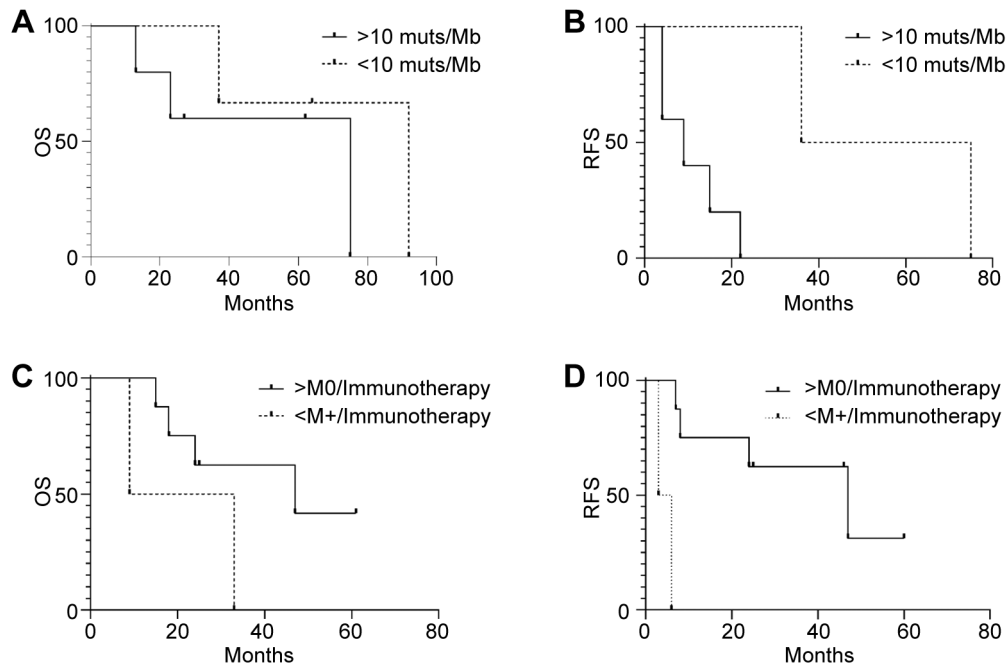 A
100
50
0
OS
>10 muts/Mb
<10 muts/Mb
0 20 40 60 80 100
Months
B
100
50
0
RFS
>10 muts/Mb
<10 muts/Mb
0 20 40 60 80
Months
C
100
50
0
OS
>M0/Immunotherapy
<M+/Immunotherapy
0 20 40 60 80
Months
D
100
50
0
RFS
>M0/Immunotherapy
<M+/Immunotherapy
0 20 40 60 80
Months